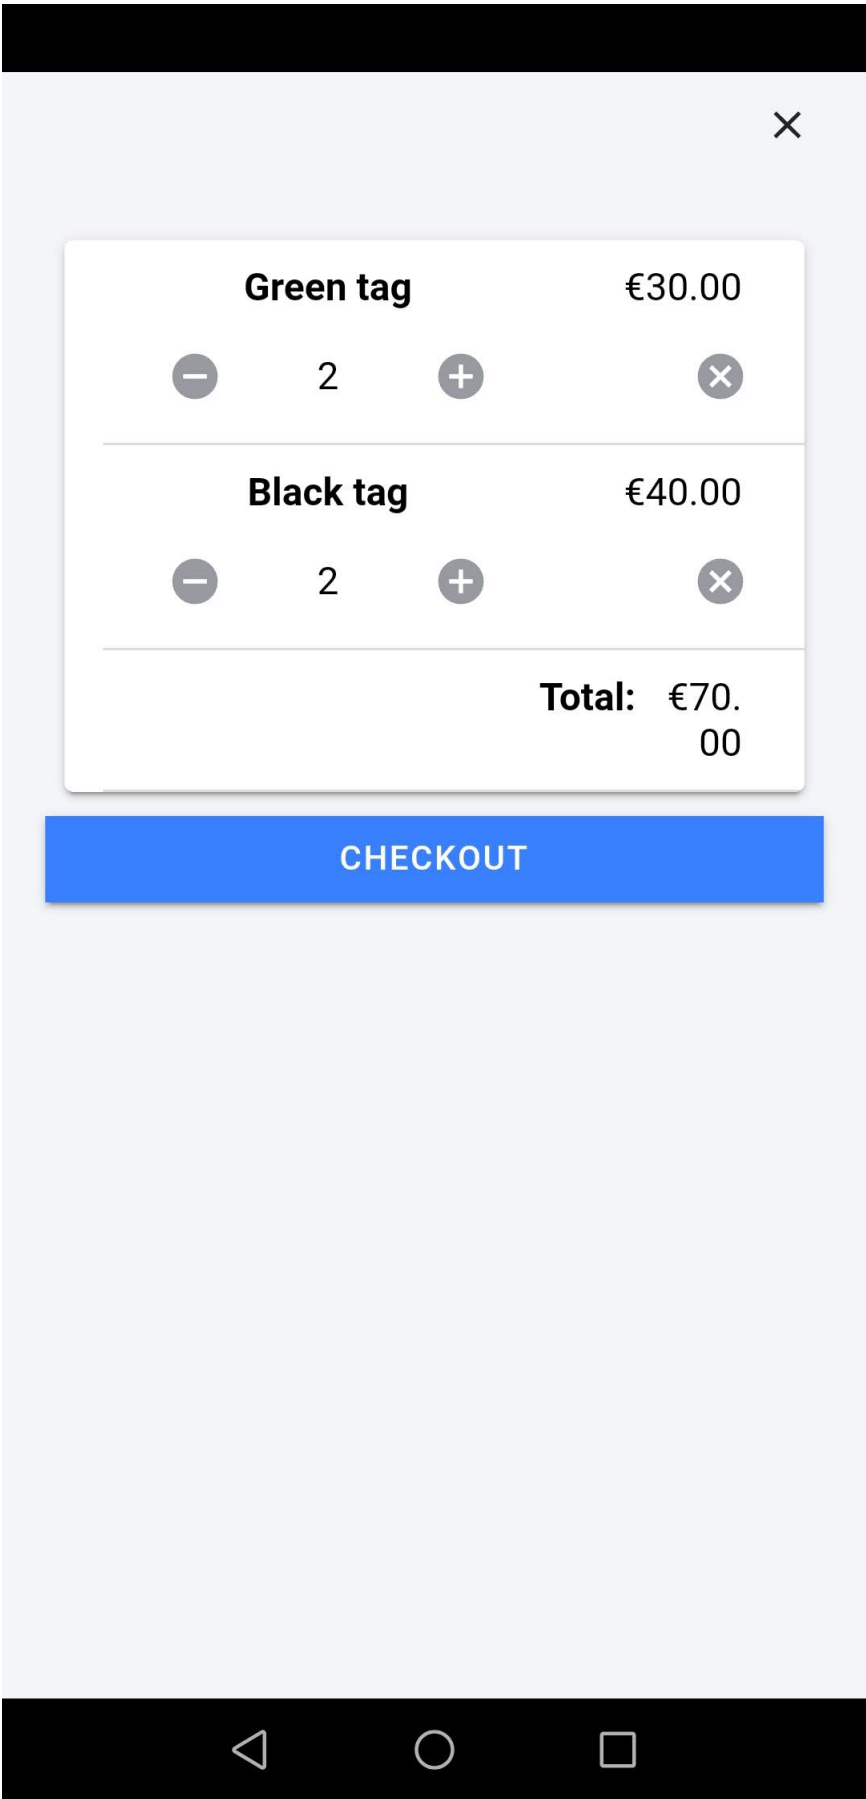 Green tag €30.00
2
Black tag €40.00
2
Total: €70.
00
CHECKOUT